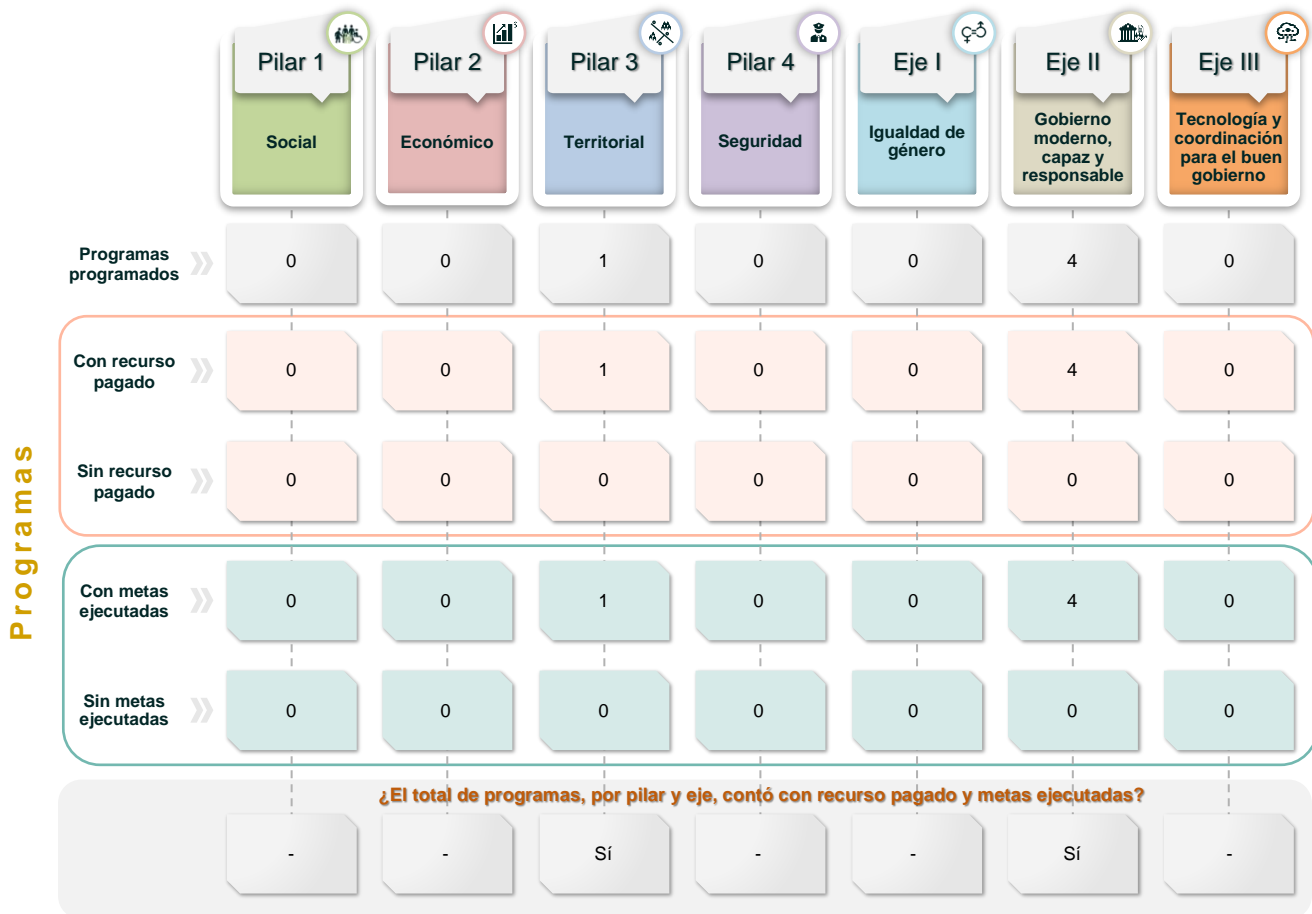 Pilar 1
Pilar 2
Pilar 3
Pilar 4
Eje I
Eje II
Eje III
Social
Económico
Territorial
Seguridad
Igualdad de
género
Gobierno
moderno,
capaz y
responsable
Tecnología y
coordinación
para el buen
gobierno
Programas
Programas
programados
0
0
1
0
0
4
0
Con recurso
pagado
0
0
1
0
0
4
0
Sin recurso
pagado
0
0
0
0
0
0
0
Con metas
ejecutadas
0
0
1
0
0
4
0
Sin metas
ejecutadas
0
0
0
0
0
0
0
¿El total de programas, por pilar y eje, contó con recurso pagado y metas ejecutadas?
-
-
Sí
-
-
Sí
-